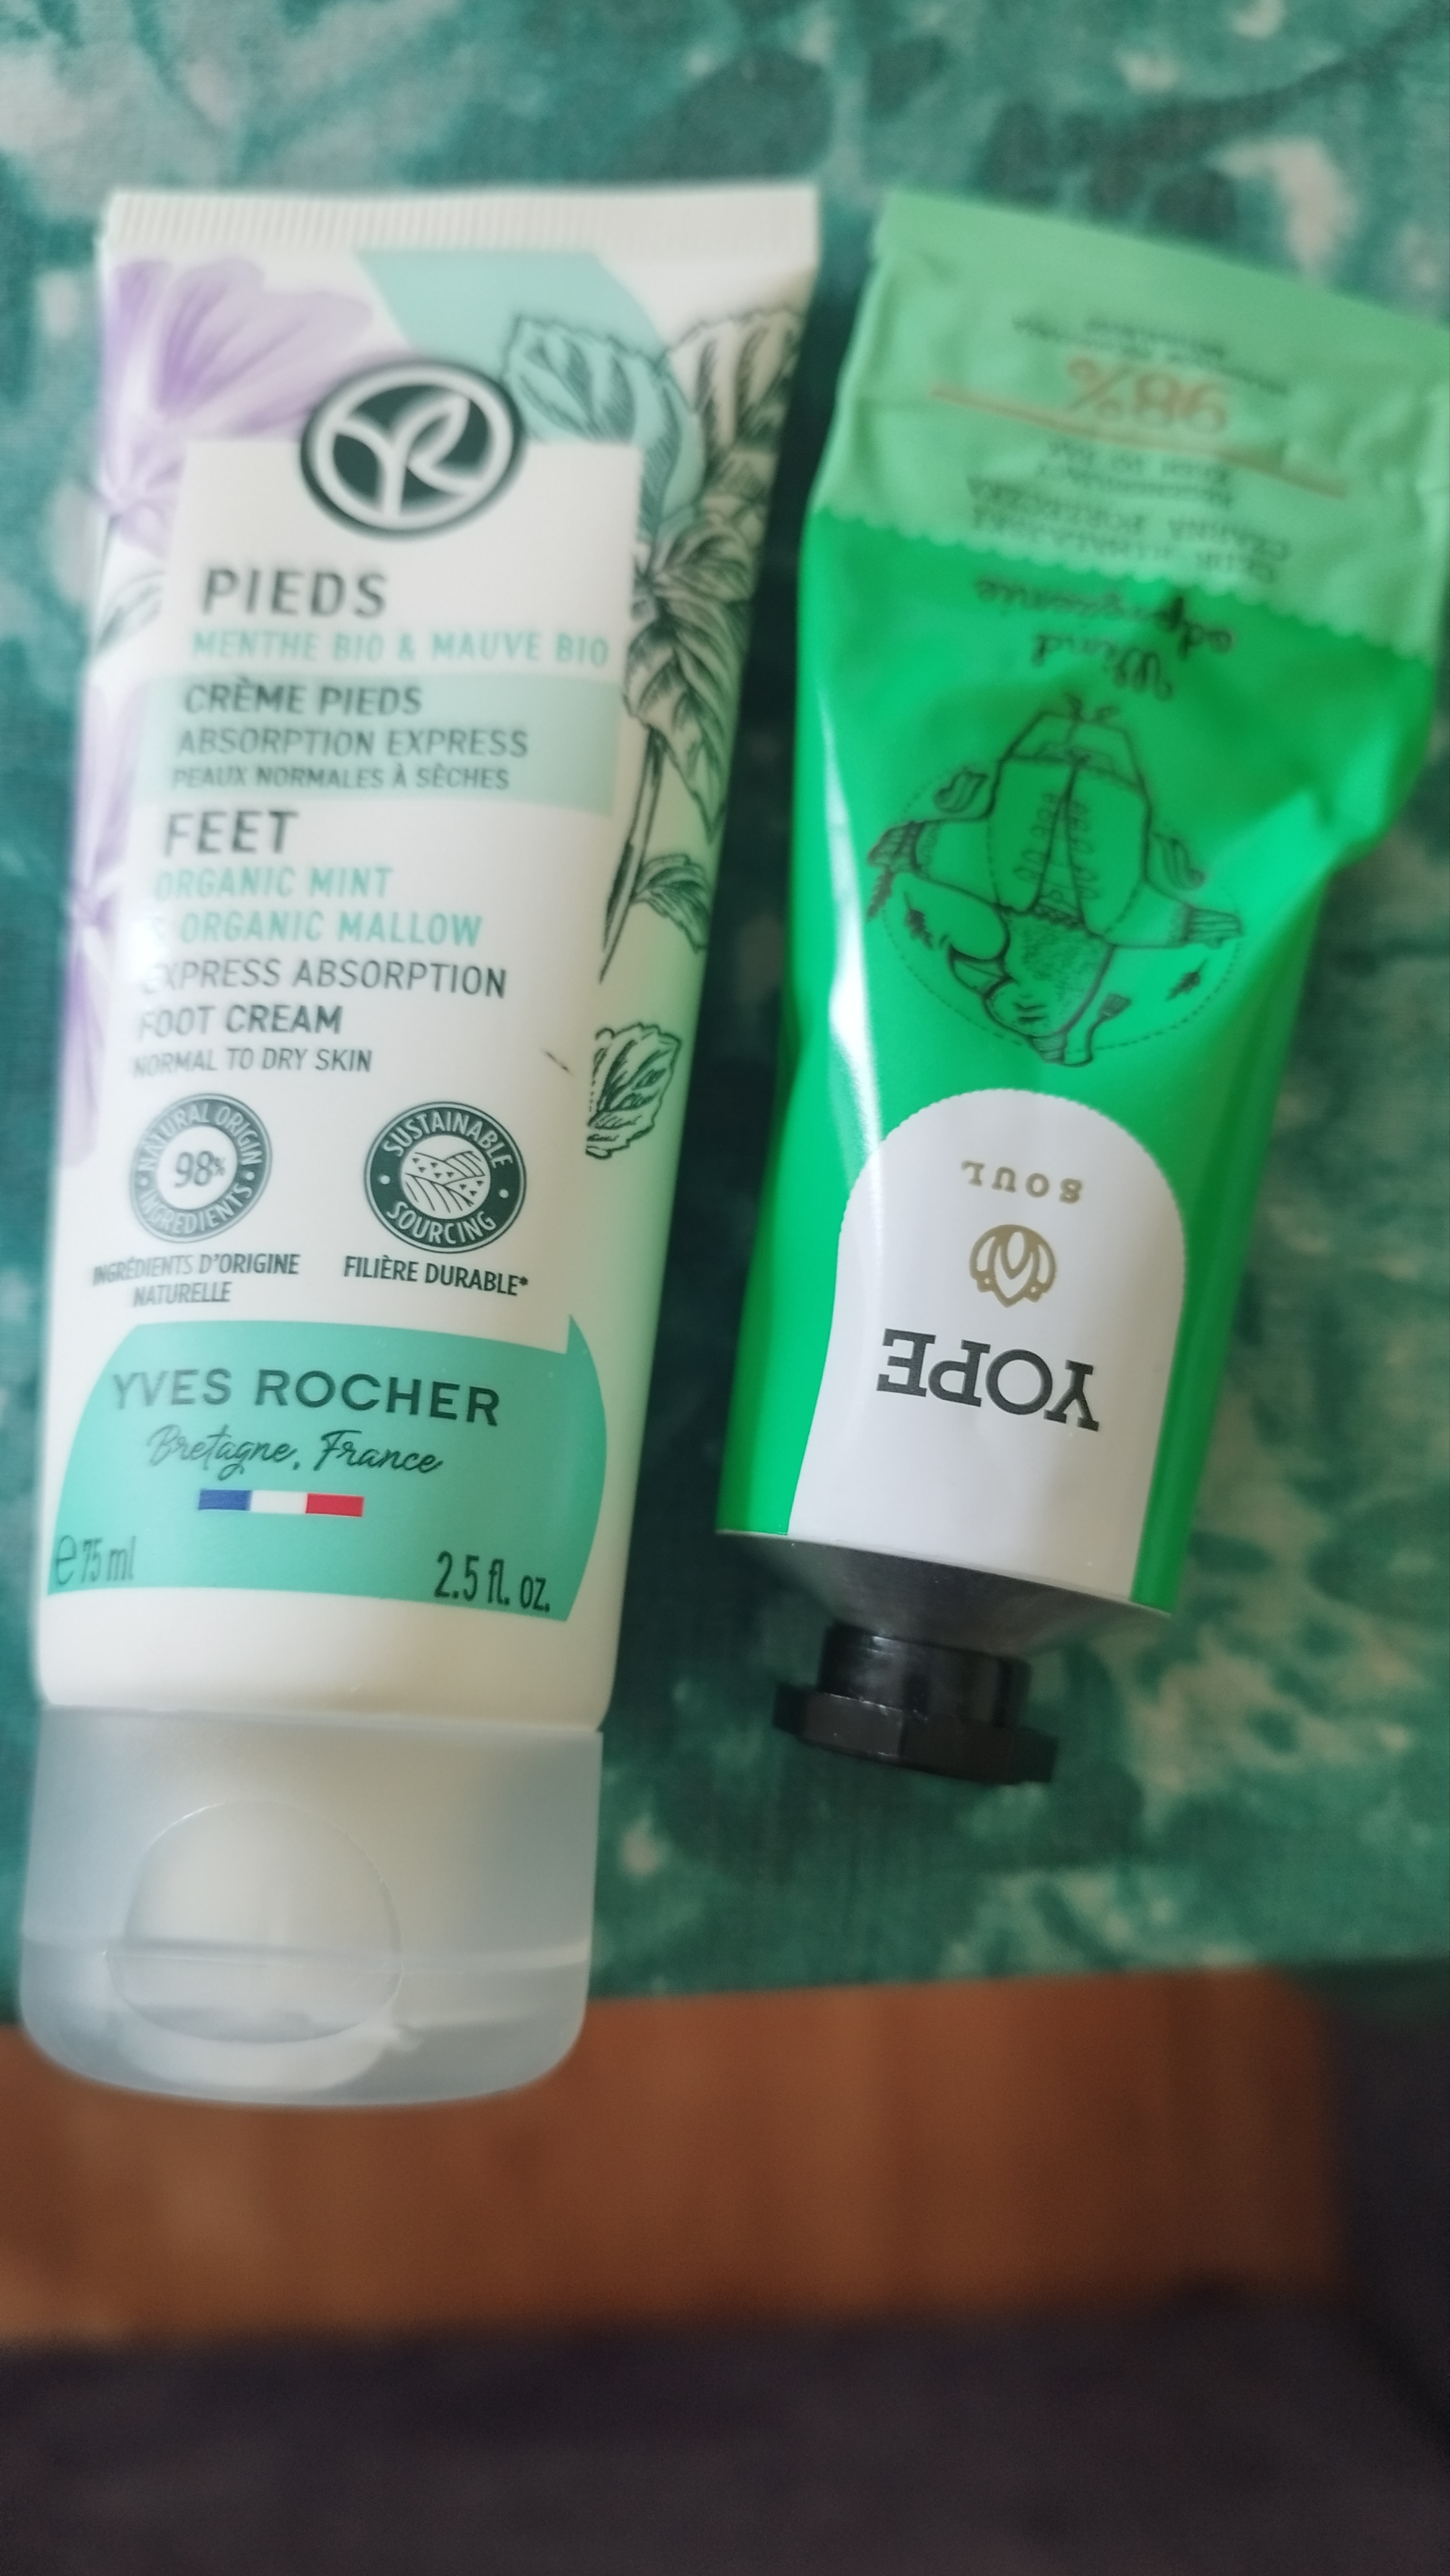 PIEDS
MENTHE BIO & MAUVE BIO
CRÈME PIEDS
ABSORPTION EXPRESS
PEAUX NORMALES À SÈCHES
FEET
ORGANIC MINT
& ORGANIC MALLOW
EXPRESS ABSORPTION
FOOT CREAM
NORMAL TO DRY SKIN
NATURAL ORIGIN
98%
INGREDIENTS
INGRÉDIENTS D'ORIGINE
NATURELLE
SUSTAINABLE
SOURCING
FILIÈRE DURABLE*
YVES ROCHER
Bretagne, France
e 75 ml
2.5 fl. oz.
YOPE
SOUL
CZARNA PORZECZKA
98%